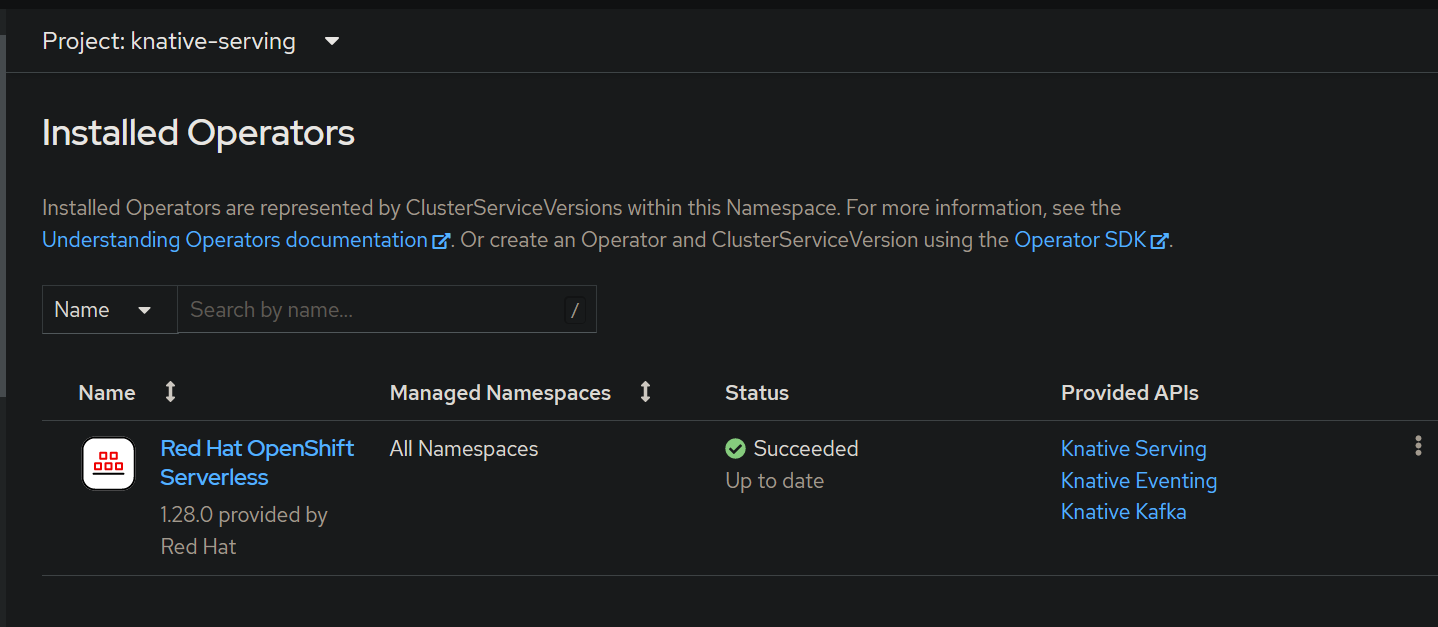 Project: knative-serving
Installed Operators
Installed Operators are represented by ClusterServiceVersions within this Namespace. For more information, see the
Understanding Operators documentation. Or create an Operator and ClusterServiceVersion using the Operator SDK.
Name
Search by name...
/
Name
Managed Namespaces
Status
Provided APIs
Red Hat OpenShift
Serverless
1.28.0 provided by
Red Hat
All Namespaces
Succeeded
Up to date
Knative Serving
Knative Eventing
Knative Kafka